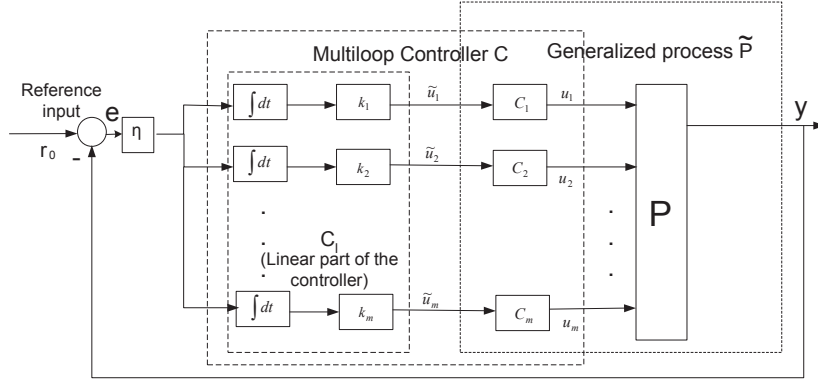 Multiloop Controller C
Generalized process P̃
Reference
input
e
η
r₀
-
∫dt
k₁
ũ₁
C₁
u₁
y
∫dt
k₂
ũ₂
C₂
u₂
P
C_l
(Linear part of the
controller)
∫dt
k_m
ũ_m
C_m
u_m